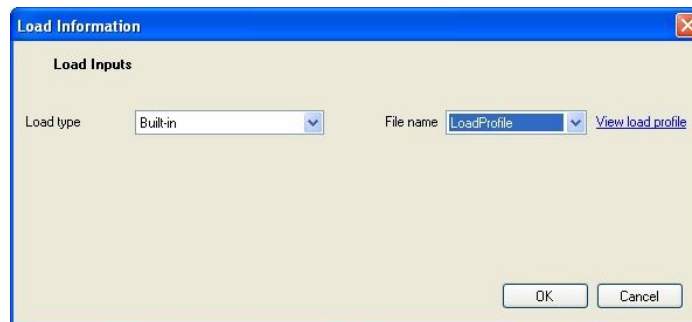 Load Information
Load Inputs
Load type Built-in File name LoadProfile View load profile
OK Cancel